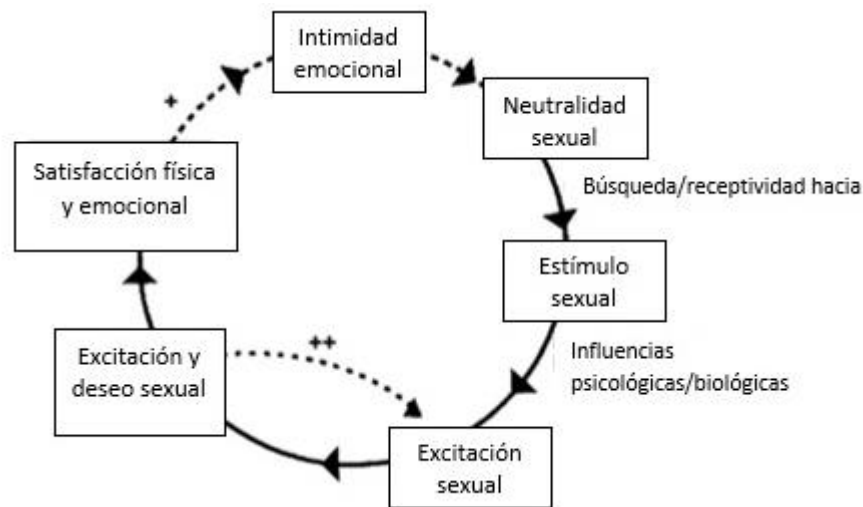 Intimidad
emocional
Neutralidad
sexual
+
Satisfacción física
y emocional
Búsqueda/receptividad hacia
Estímulo
sexual
Excitación y
deseo sexual
++
Influencias
psicológicas/biológicas
Excitación
sexual